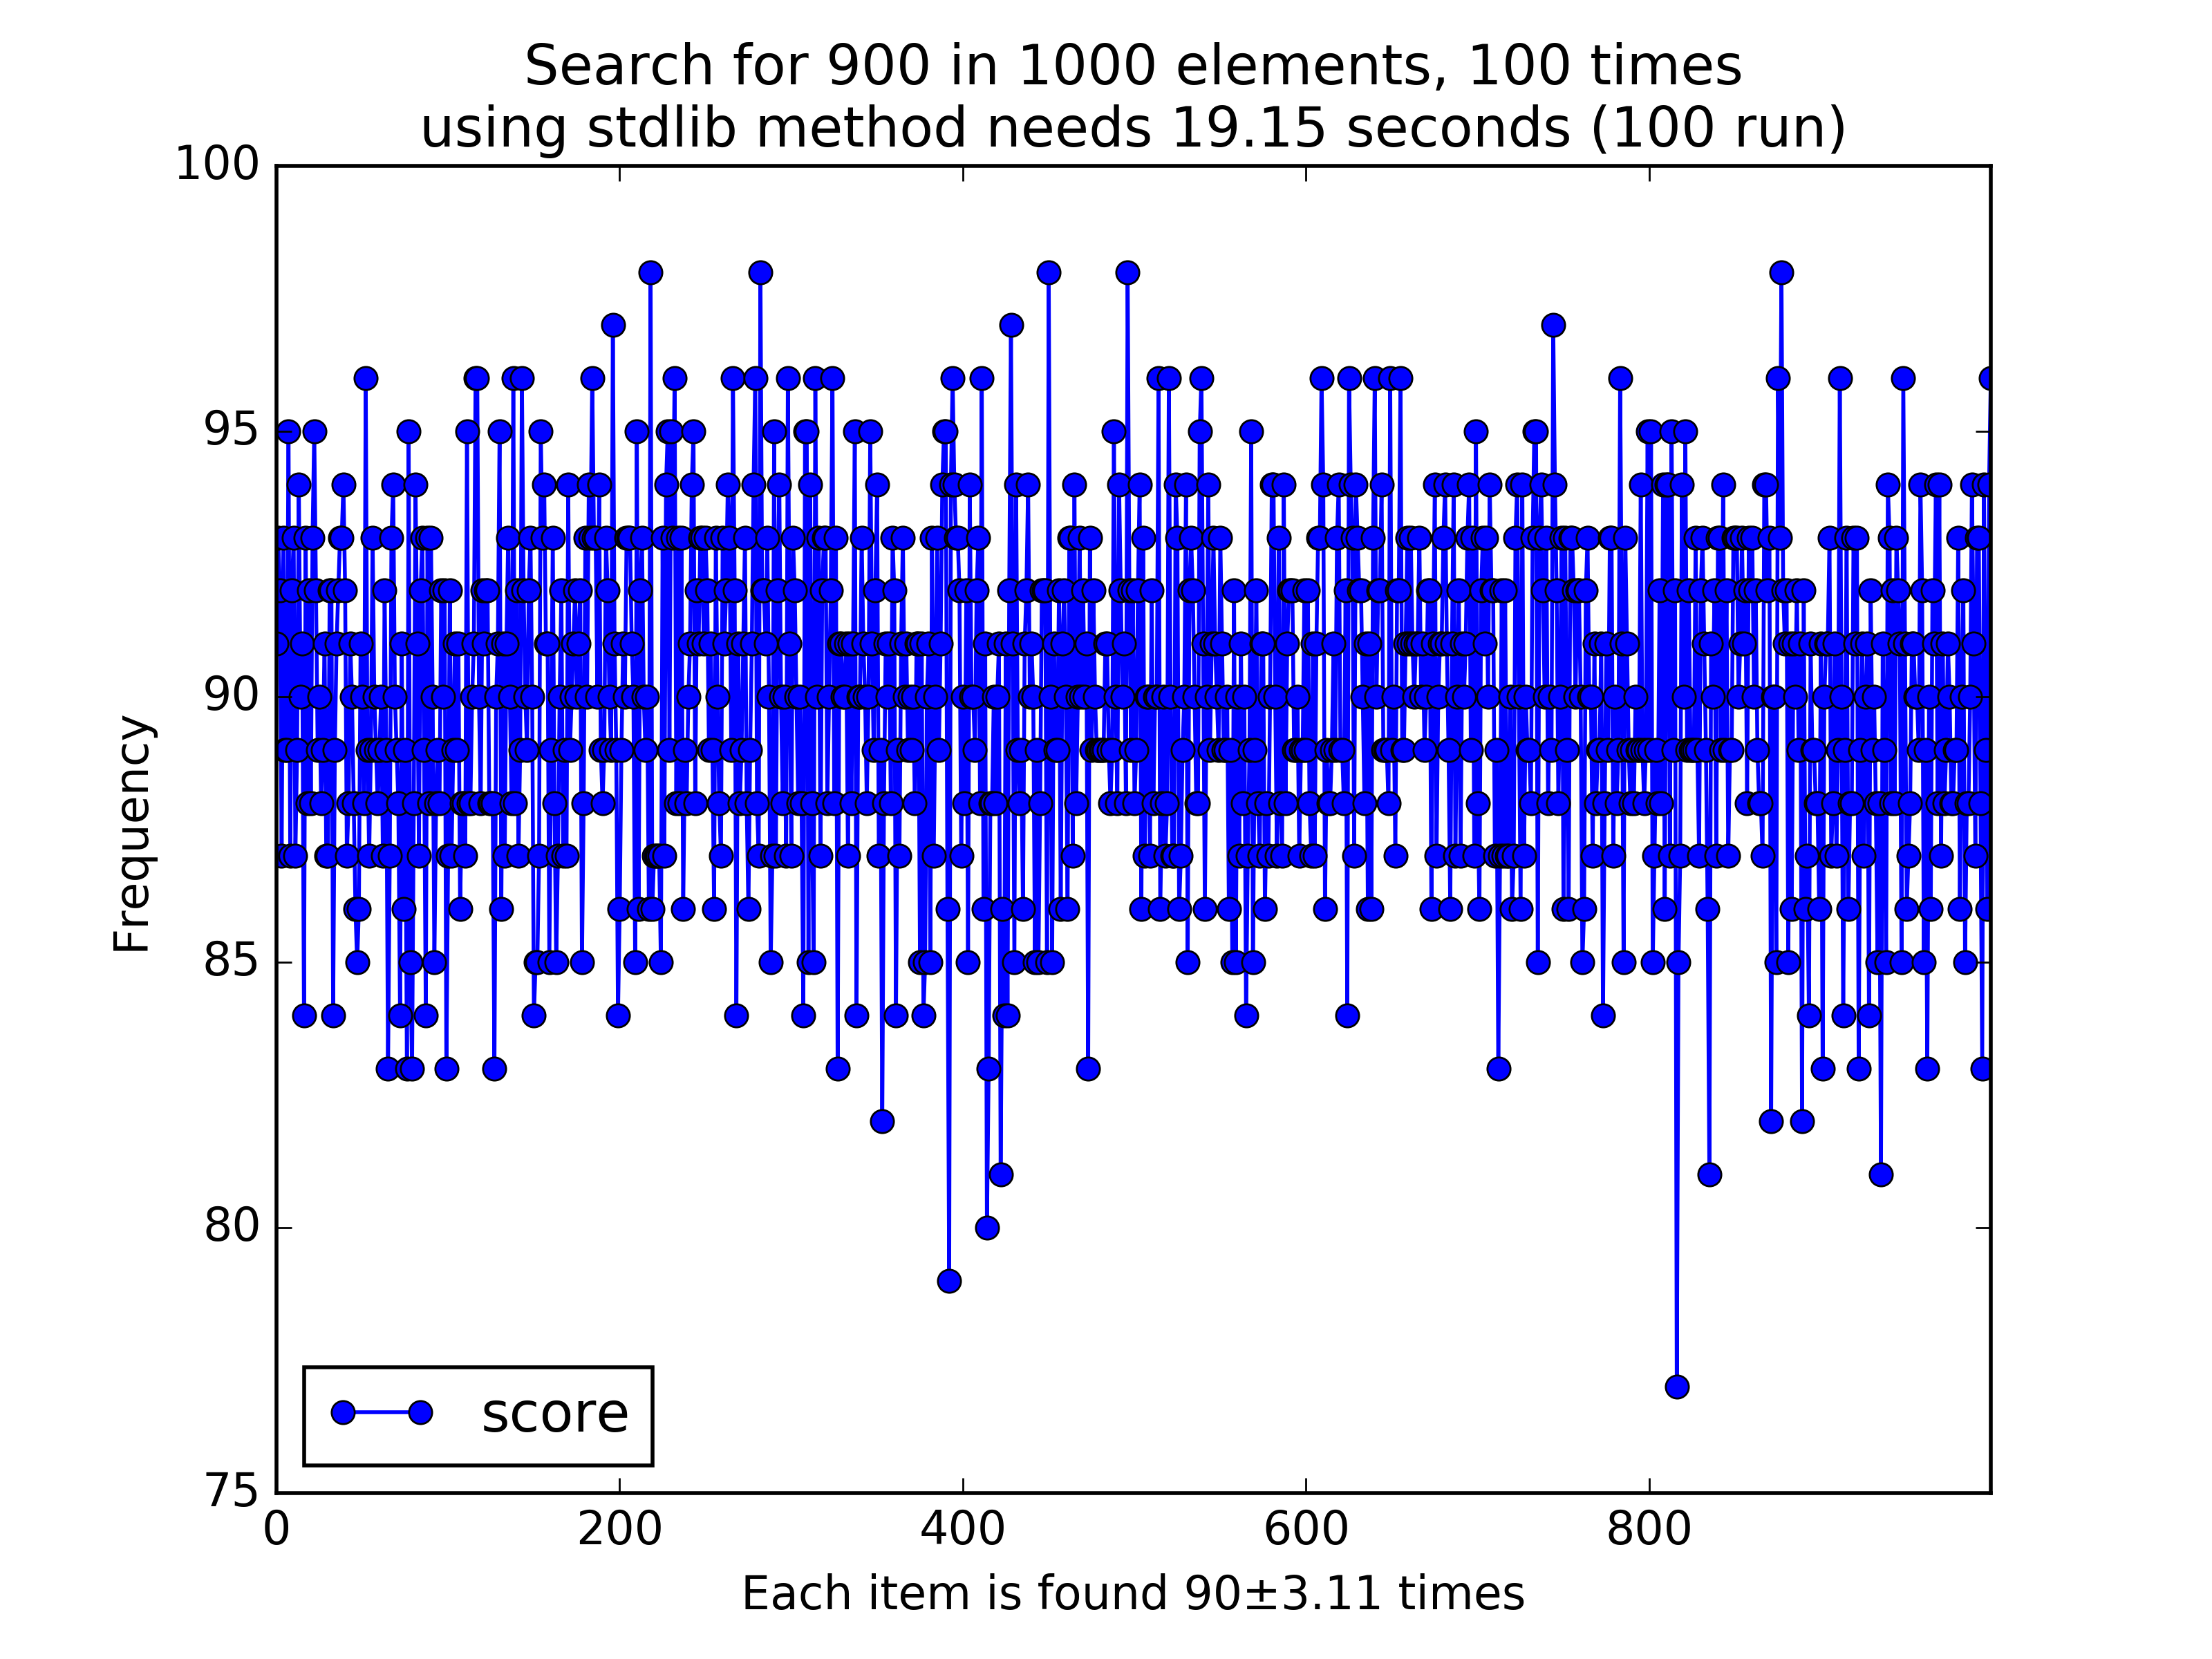 Search for 900 in 1000 elements, 100 times
using stdlib method needs 19.15 seconds (100 run)
100
95
90
85
80
75
Frequency
score
0 200 400 600 800
Each item is found 90±3.11 times